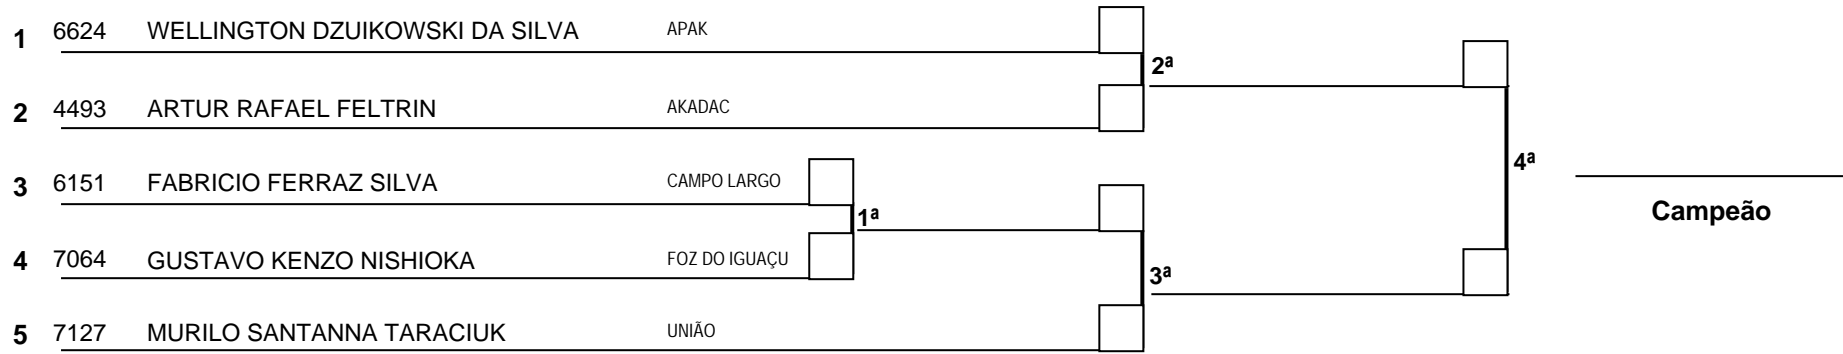 1 6624 WELLINGTON DZUIKOWSKI DA SILVA APAK
2ª
2 4493 ARTUR RAFAEL FELTRIN AKADAC
4ª
3 6151 FABRICIO FERRAZ SILVA CAMPO LARGO
Campeão
1ª
4 7064 GUSTAVO KENZO NISHIOKA FOZ DO IGUAÇU
3ª
5 7127 MURILO SANTANNA TARACIUK UNIÃO